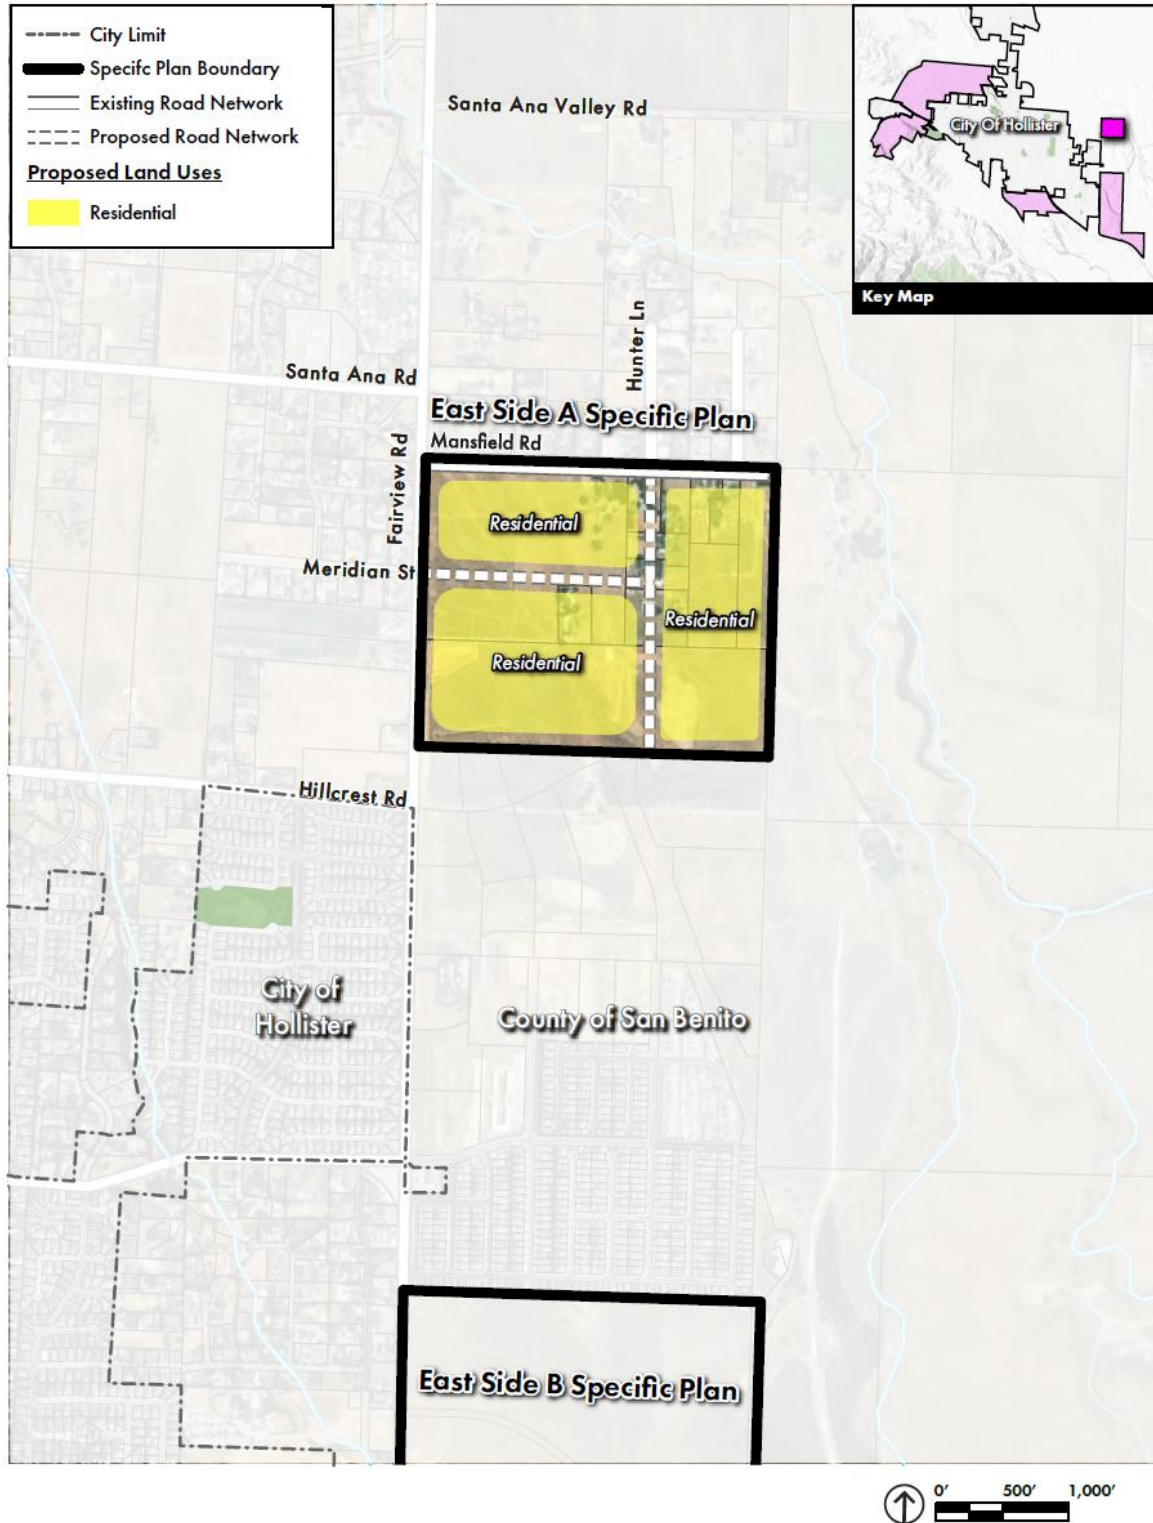 City Limit
Specifc Plan Boundary
Existing Road Network
Proposed Road Network
Proposed Land Uses
Residential
City Of Hollister
Key Map
Santa Ana Valley Rd
Hunter Ln
Santa Ana Rd
East Side A Specific Plan
Mansfield Rd
Fairview Rd
Residential
Meridian St
Residential
Residential
Hillcrest Rd
City of
Hollister
County of San Benito
East Side B Specific Plan
0' 500' 1,000'